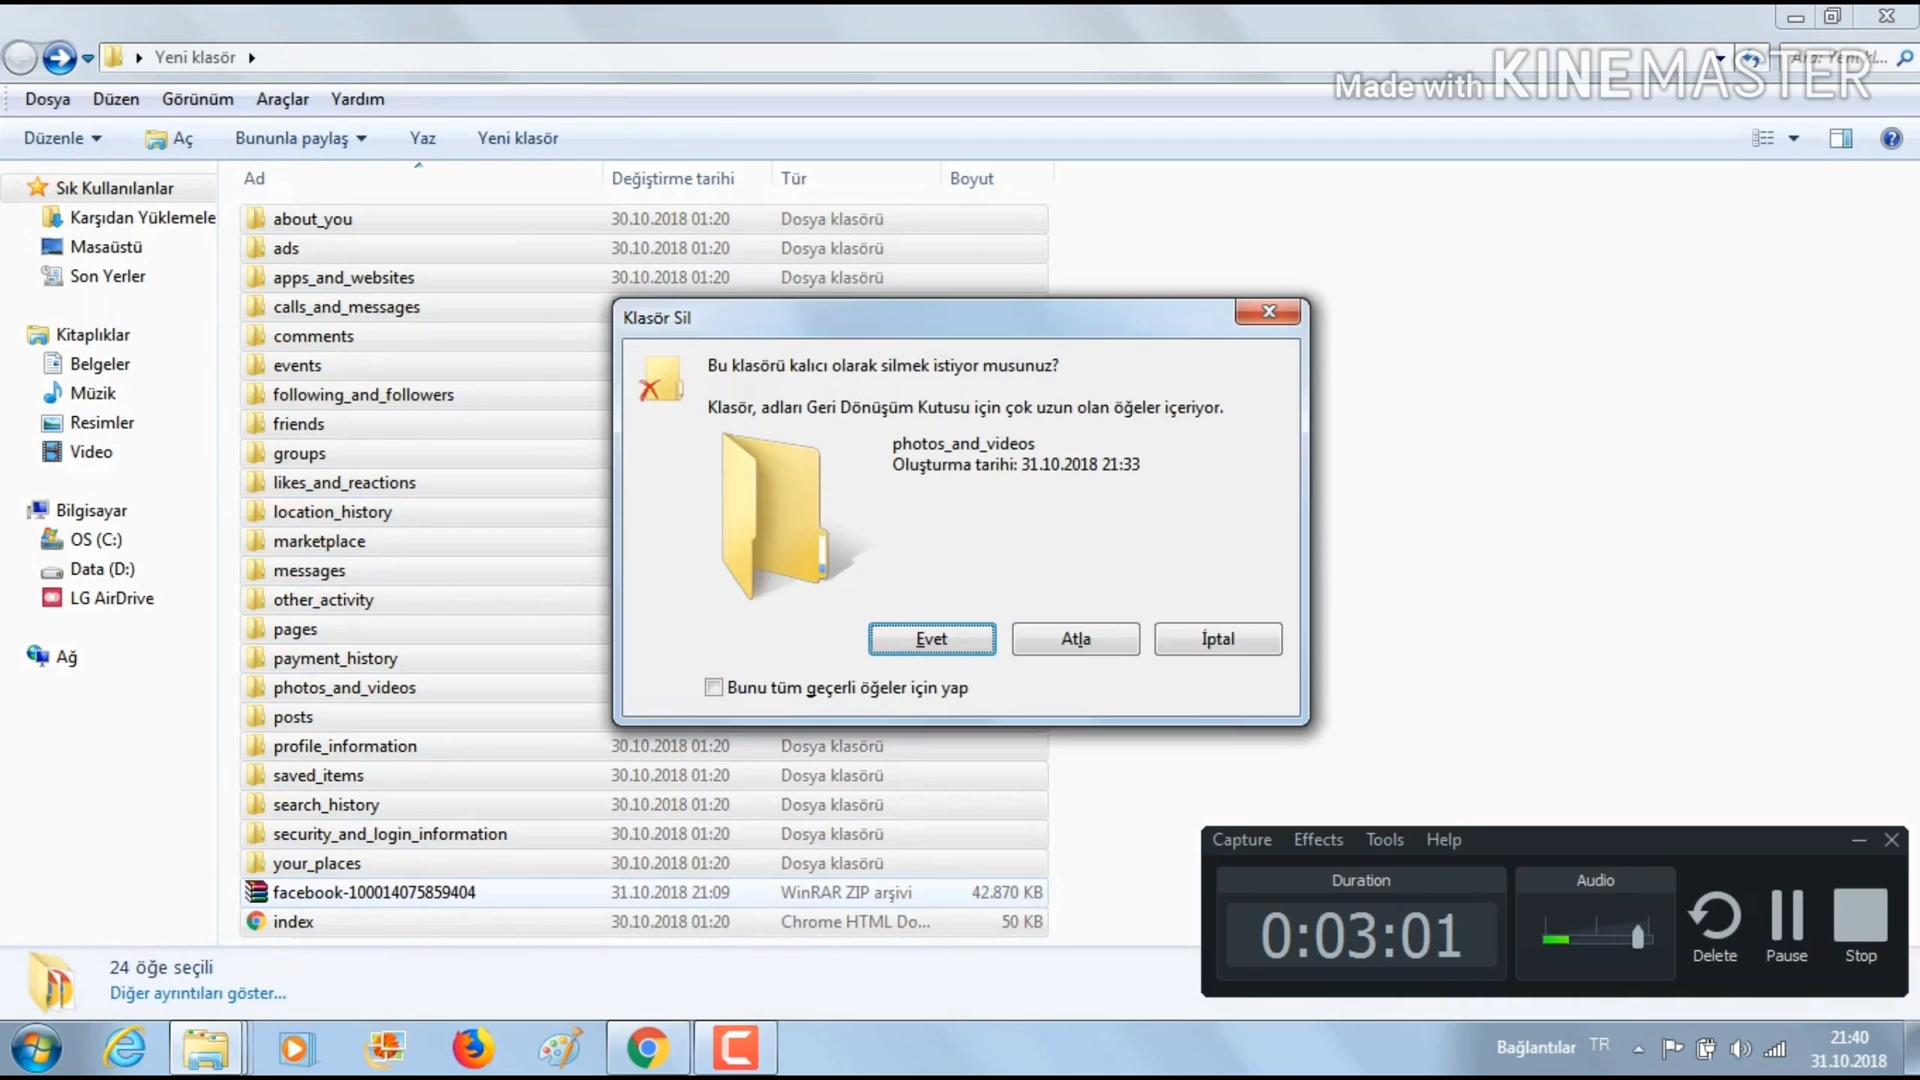 Yeni klasör
Ara: Yeni kl...
Made with KINEMASTER
Dosya Düzen Görünüm Araçlar Yardım
Düzenle Aç Bununla paylaş Yaz Yeni klasör
Ad Değiştirme tarihi Tür Boyut
Sık Kullanılanlar
Karşıdan Yüklemele
Masaüstü
Son Yerler
Kitaplıklar
Belgeler
Müzik
Resimler
Video
Bilgisayar
OS (C:)
Data (D:)
LG AirDrive
Ağ
about_you 30.10.2018 01:20 Dosya klasörü
ads 30.10.2018 01:20 Dosya klasörü
apps_and_websites 30.10.2018 01:20 Dosya klasörü
calls_and_messages
comments
events
following_and_followers
friends
groups
likes_and_reactions
location_history
marketplace
messages
other_activity
pages
payment_history
photos_and_videos
posts
profile_information 30.10.2018 01:20 Dosya klasörü
saved_items 30.10.2018 01:20 Dosya klasörü
search_history 30.10.2018 01:20 Dosya klasörü
security_and_login_information 30.10.2018 01:20 Dosya klasörü
your_places 30.10.2018 01:20 Dosya klasörü
facebook-100014075859404 31.10.2018 21:09 WinRAR ZIP arşivi 42.870 KB
index 30.10.2018 01:20 Chrome HTML Do... 50 KB
Klasör Sil
Bu klasörü kalıcı olarak silmek istiyor musunuz?
Klasör, adları Geri Dönüşüm Kutusu için çok uzun olan öğeler içeriyor.
photos_and_videos
Oluşturma tarihi: 31.10.2018 21:33
Evet Atla İptal
Bunu tüm geçerli öğeler için yap
Capture Effects Tools Help
Duration Audio
0:03:01
Delete Pause Stop
24 öğe seçili
Diğer ayrıntıları göster...
Bağlantılar TR 21:40
31.10.2018